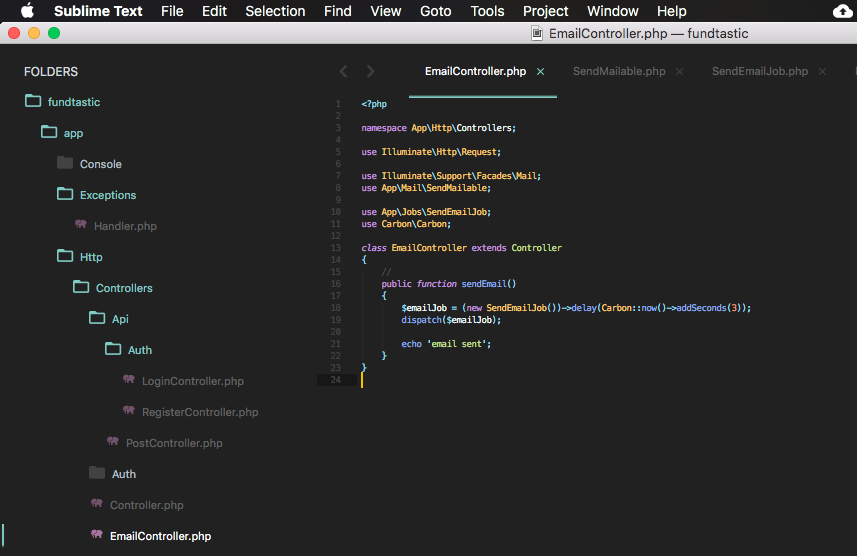 Sublime Text File Edit Selection Find View Goto Tools Project Window Help
EmailController.php — fundtastic
FOLDERS
fundtastic
app
Console
Exceptions
Handler.php
Http
Controllers
Api
Auth
LoginController.php
RegisterController.php
PostController.php
Auth
Controller.php
EmailController.php
EmailController.php × SendMailable.php × SendEmailJob.php ×
1 <?php
2
3 namespace App\Http\Controllers;
4
5 use Illuminate\Http\Request;
6
7 use Illuminate\Support\Facades\Mail;
8 use App\Mail\SendMailable;
9
10 use App\Jobs\SendEmailJob;
11 use Carbon\Carbon;
12
13 class EmailController extends Controller
14 {
15     //
16     public function sendEmail()
17     {
18         $emailJob = (new SendEmailJob())->delay(Carbon::now()->addSeconds(3));
19         dispatch($emailJob);
20
21         echo 'email sent';
22     }
23 }
24